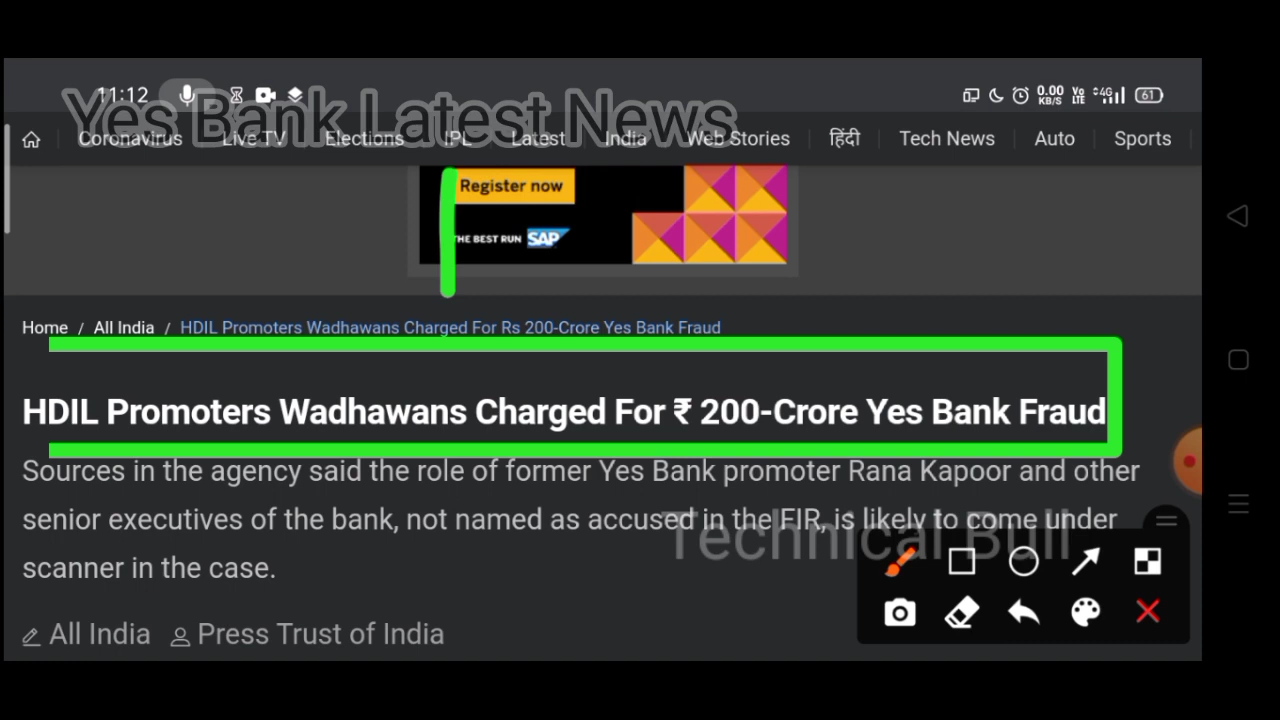 Yes Bank Latest News
11:12
0.00 KB/S
Vo LTE
4G
61
Coronavirus Live TV Elections IPL Latest India Web Stories हिंदी Tech News Auto Sports
Register now
THE BEST RUN SAP
Home / All India / HDIL Promoters Wadhawans Charged For Rs 200-Crore Yes Bank Fraud
HDIL Promoters Wadhawans Charged For ₹ 200-Crore Yes Bank Fraud
Sources in the agency said the role of former Yes Bank promoter Rana Kapoor and other
senior executives of the bank, not named as accused in the FIR, is likely to come under
scanner in the case.
Technical Bull
All India Press Trust of India